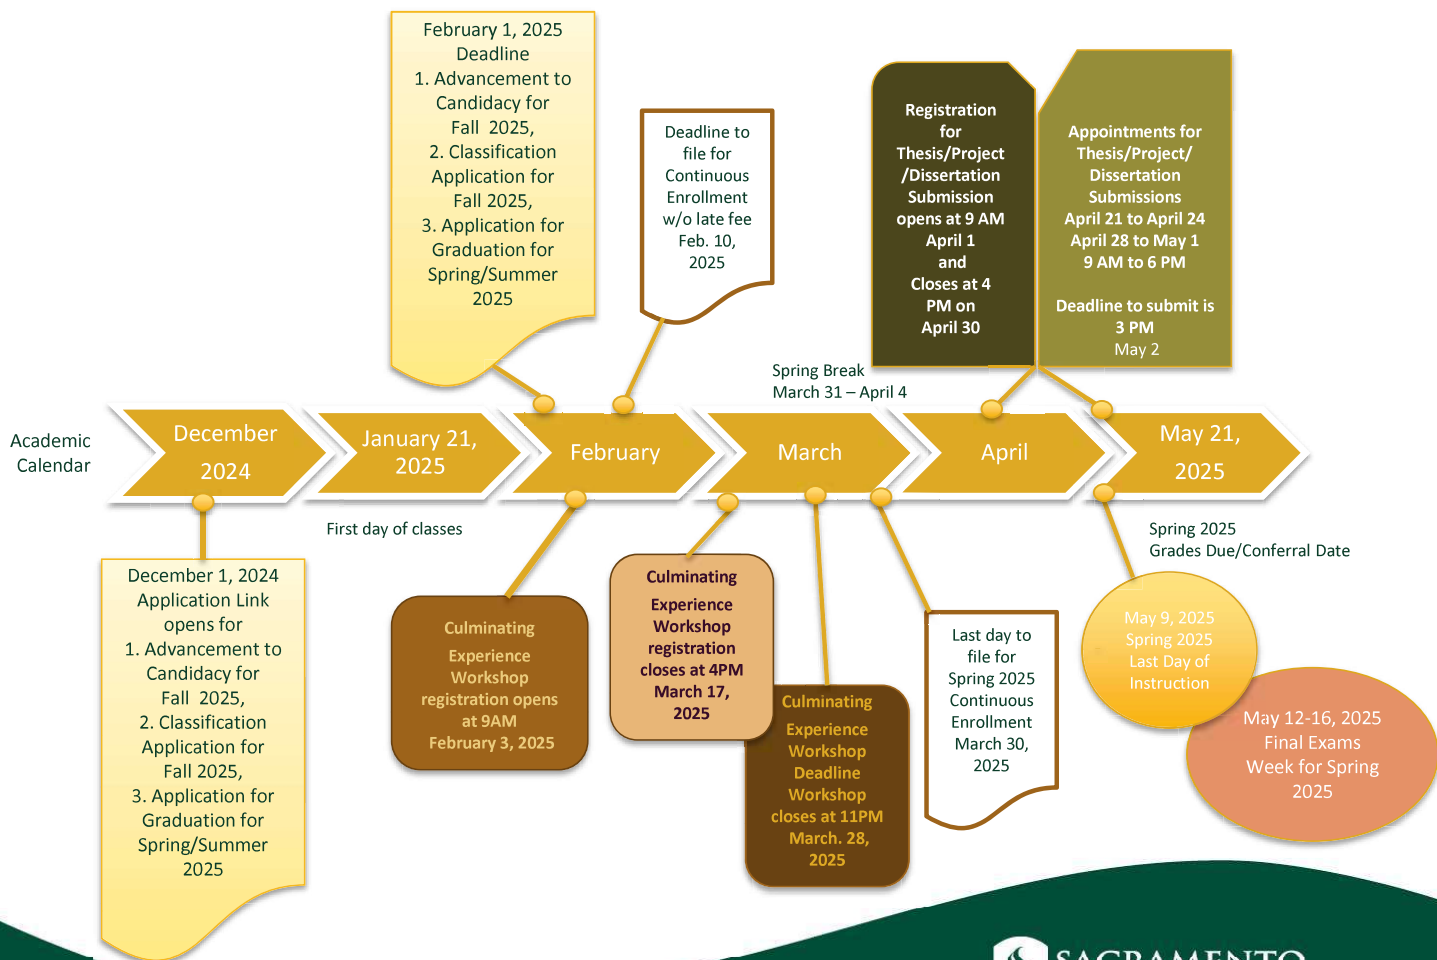 February 1, 2025
Deadline
1. Advancement to
Candidacy for
Fall 2025,
2. Classification
Application for
Fall 2025,
3. Application for
Graduation for
Spring/Summer
2025
Deadline to
file for
Continuous
Enrollment
w/o late fee
Feb. 10,
2025
Registration
for
Thesis/Project
/Dissertation
Submission
opens at 9 AM
April 1
and
Closes at 4
PM on
April 30
Appointments for
Thesis/Project/
Dissertation
Submissions
April 21 to April 24
April 28 to May 1
9 AM to 6 PM
Deadline to submit is
3 PM
May 2
Spring Break
March 31 – April 4
Academic
Calendar
December
2024
January 21,
2025
February
March
April
May 21,
2025
First day of classes
Spring 2025
Grades Due/Conferral Date
December 1, 2024
Application Link
opens for
1. Advancement to
Candidacy for
Fall 2025,
2. Classification
Application for
Fall 2025,
3. Application for
Graduation for
Spring/Summer
2025
Culminating
Experience
Workshop
registration opens
at 9AM
February 3, 2025
Culminating
Experience
Workshop
registration
closes at 4PM
March 17,
2025
Culminating
Experience
Workshop
Deadline
Workshop
closes at 11PM
March. 28,
2025
Last day to
file for
Spring 2025
Continuous
Enrollment
March 30,
2025
May 9, 2025
Spring 2025
Last Day of
Instruction
May 12-16, 2025
Final Exams
Week for Spring
2025
SACRAMENTO